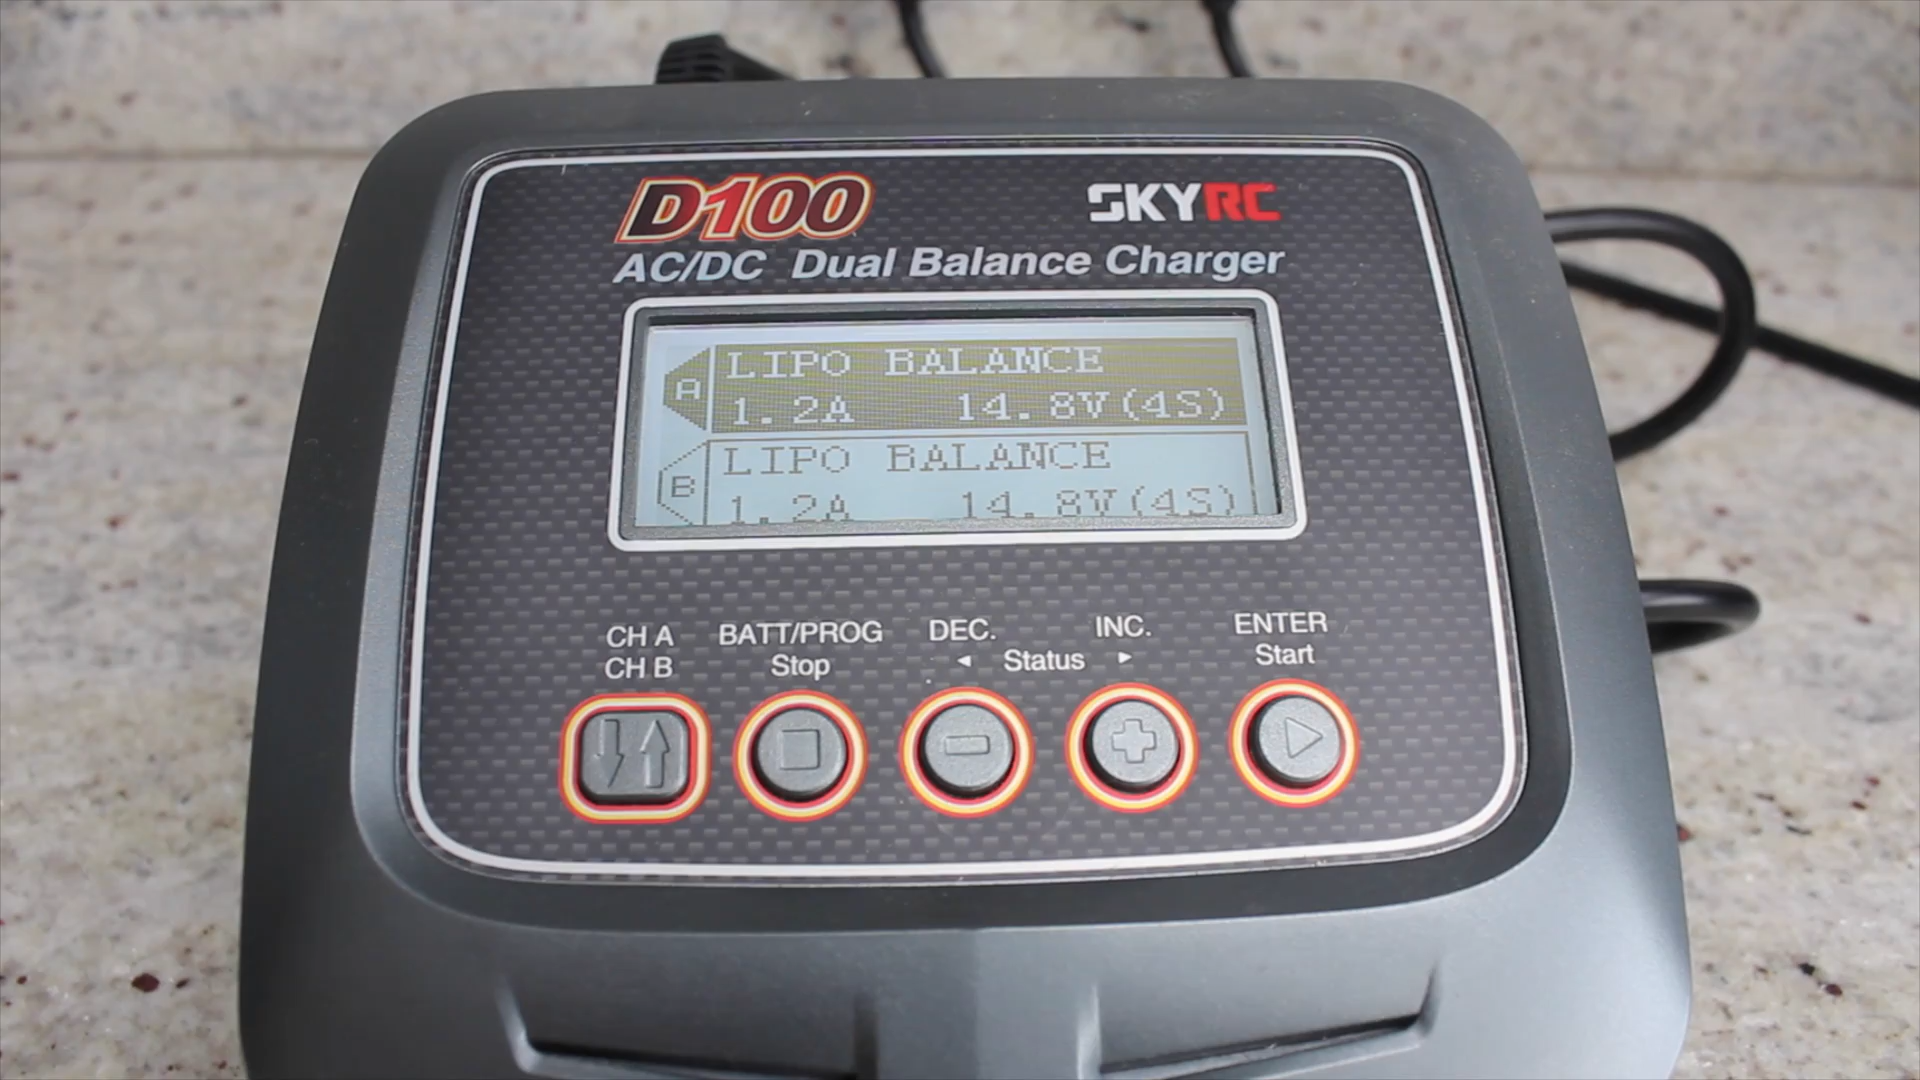 D100
SKYRC
AC/DC Dual Balance Charger
A
LIPO BALANCE
1.2A 14.8V(4S)
B
LIPO BALANCE
1.2A 14.8V(4S)
CH A
CH B
BATT/PROG
Stop
DEC.
INC.
◄ Status ►
ENTER
Start